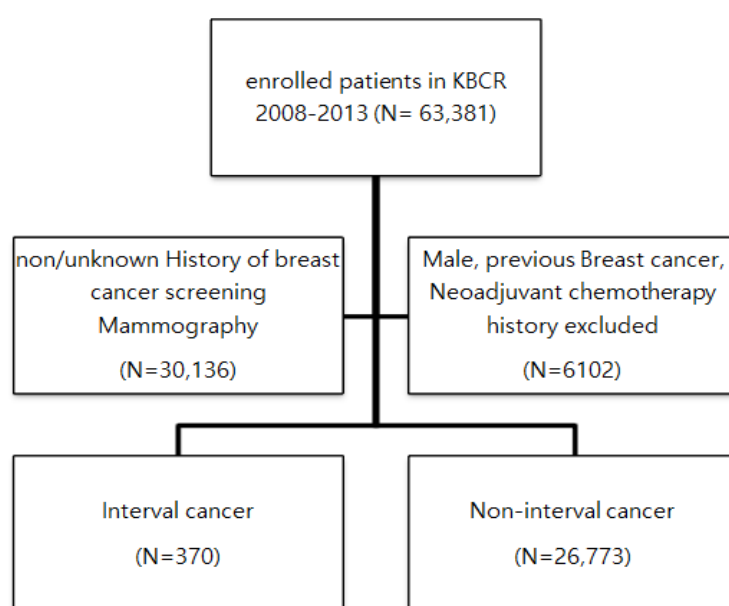 enrolled patients in KBCR
2008-2013 (N= 63,381)
non/unknown History of breast
cancer screening
Mammography
(N=30,136)
Male, previous Breast cancer,
Neoadjuvant chemotherapy
history excluded
(N=6102)
Interval cancer
(N=370)
Non-interval cancer
(N=26,773)